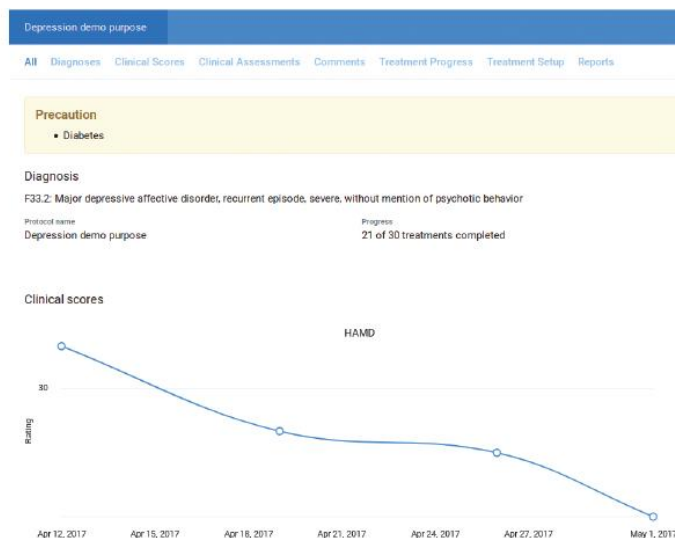 Depression demo purpose
All Diagnoses Clinical Scores Clinical Assessments Comments Treatment Progress Treatment Setup Reports
Precaution
• Diabetes
Diagnosis
F33.2: Major depressive affective disorder, recurrent episode, severe, without mention of psychotic behavior
Protocol name Progress
Depression demo purpose 21 of 30 treatments completed
Clinical scores
HAMD
30
Rating
Apr 12, 2017 Apr 15, 2017 Apr 18, 2017 Apr 21, 2017 Apr 24, 2017 Apr 27, 2017 May 1, 2017